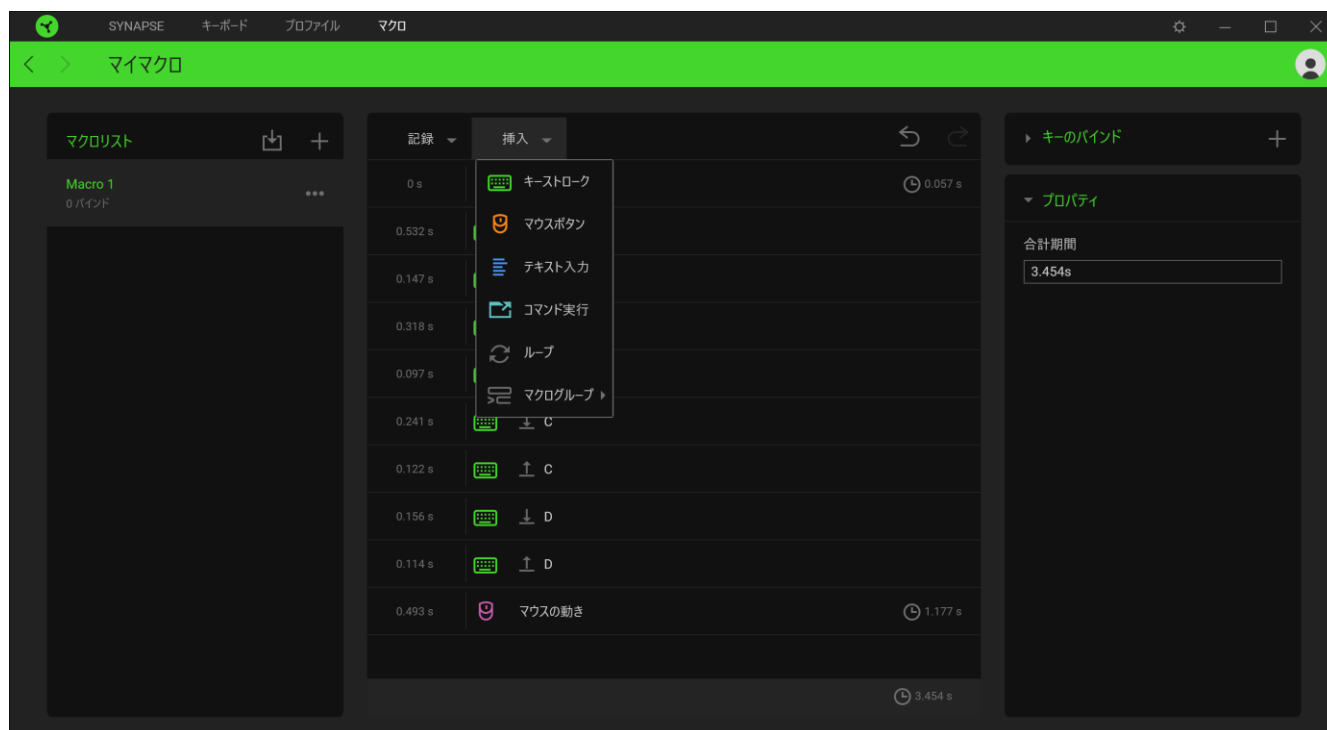 SYNAPSE キーボード プロファイル マクロ
マイマクロ
マクロリスト
Macro 1
0 バインド
記録 挿入
キーストローク
マウスボタン
テキスト入力
コマンド実行
ループ
マクログループ
0 s 0.057 s
0.532 s
0.147 s
0.318 s
0.097 s
0.241 s C
0.122 s C
0.156 s D
0.114 s D
0.493 s マウスの動き 1.177 s
3.454 s
キーのバインド
プロパティ
合計期間
3.454s